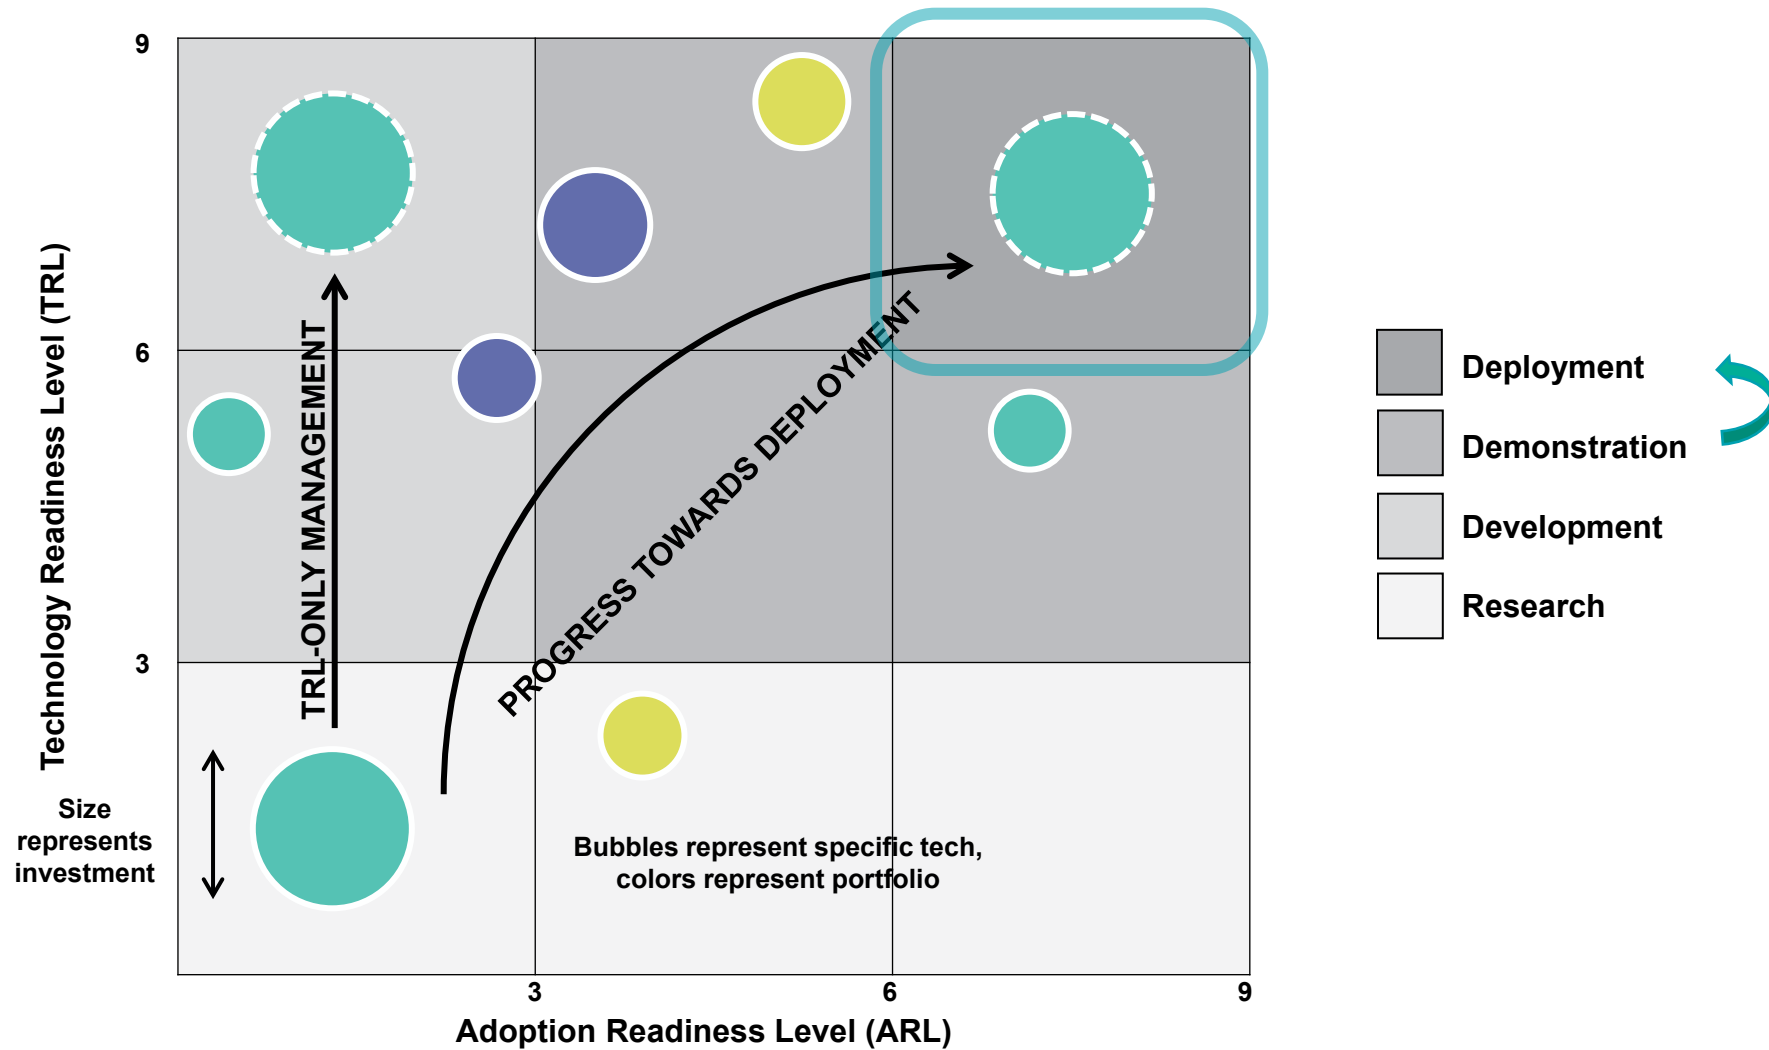 9
6
3
Technology Readiness Level (TRL)
TRL-ONLY MANAGEMENT
PROGRESS TOWARDS DEPLOYMENT
Size
represents
investment
Bubbles represent specific tech,
colors represent portfolio
3
6
9
Adoption Readiness Level (ARL)
Deployment
Demonstration
Development
Research